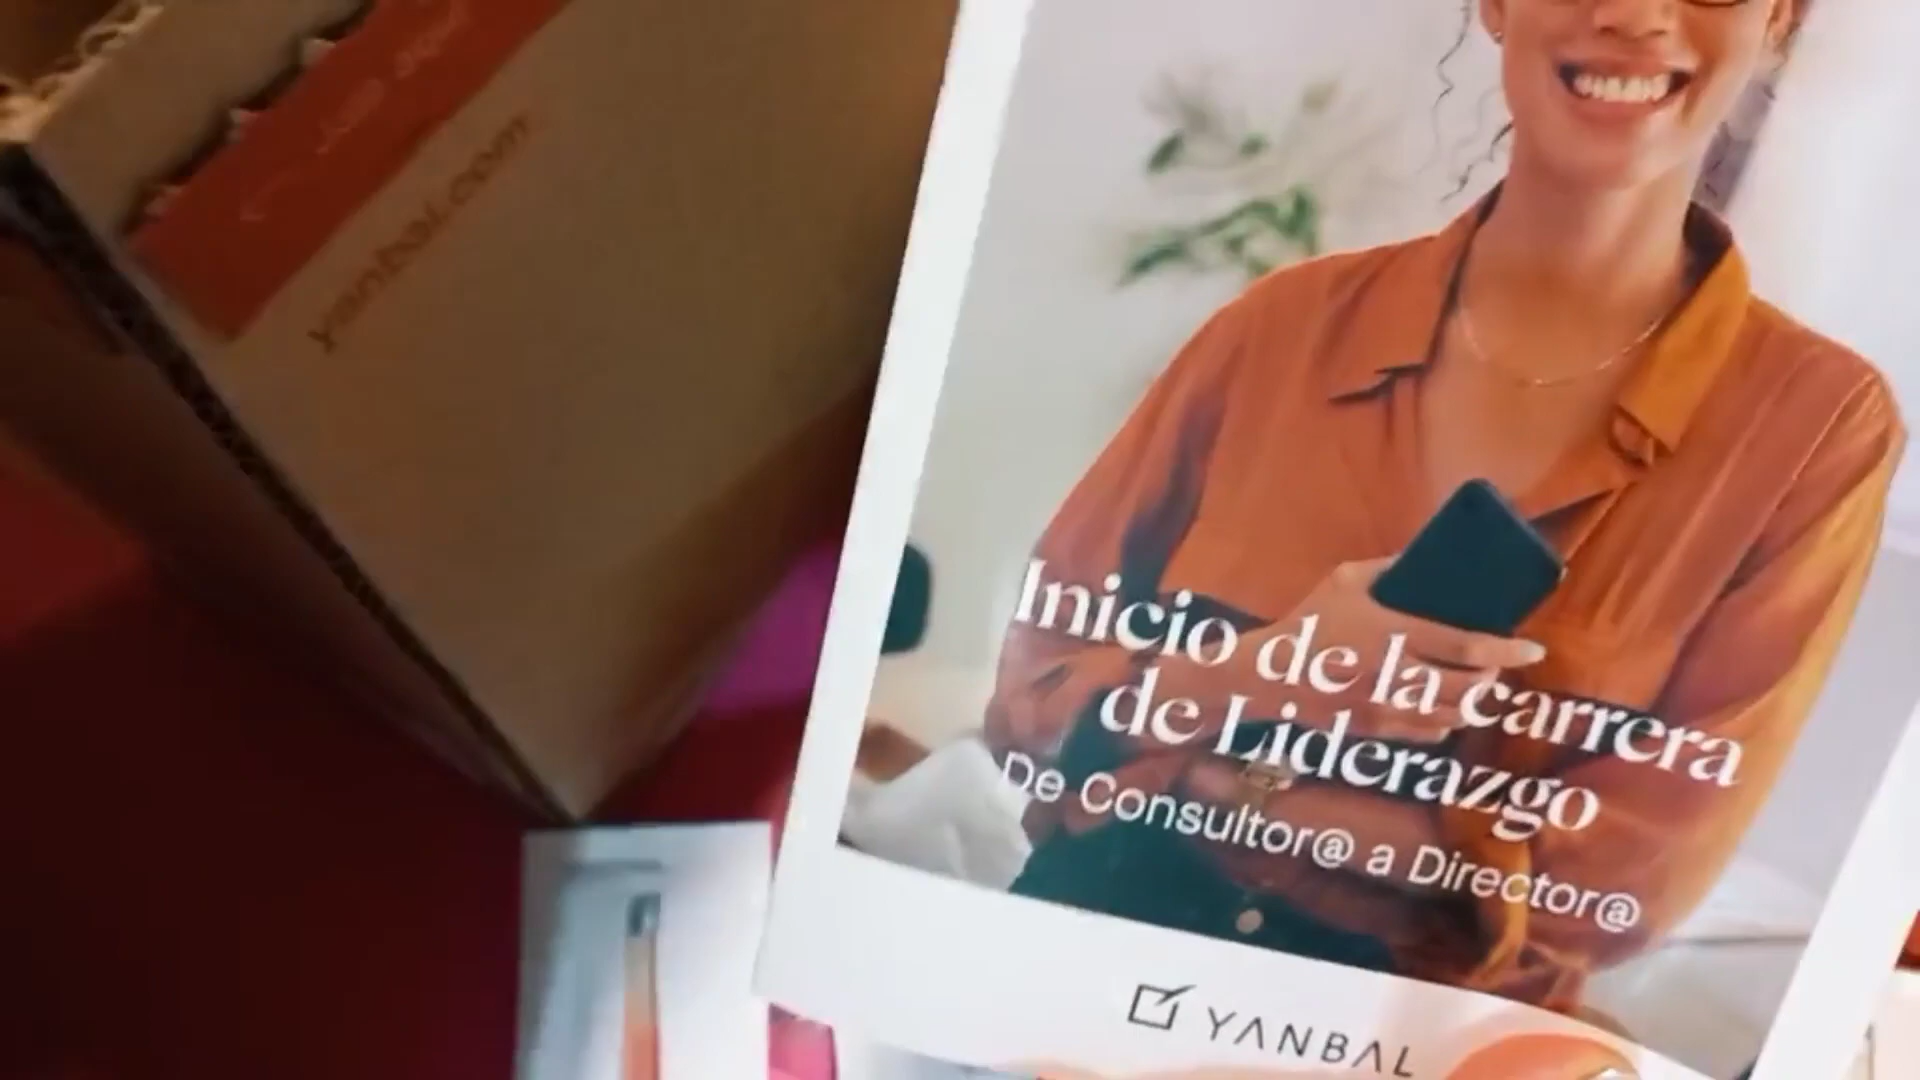 yanbal.com
Inicio de la carrera
de Liderazgo
De Consultor@ a Director@
YANBAL